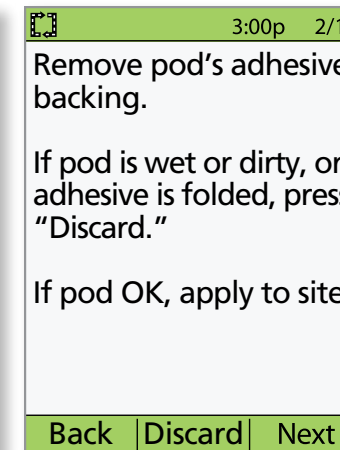 3:00p 2/1
Remove pod's adhesive
backing.
If pod is wet or dirty, or
adhesive is folded, press
"Discard."
If pod OK, apply to site
Back Discard Next